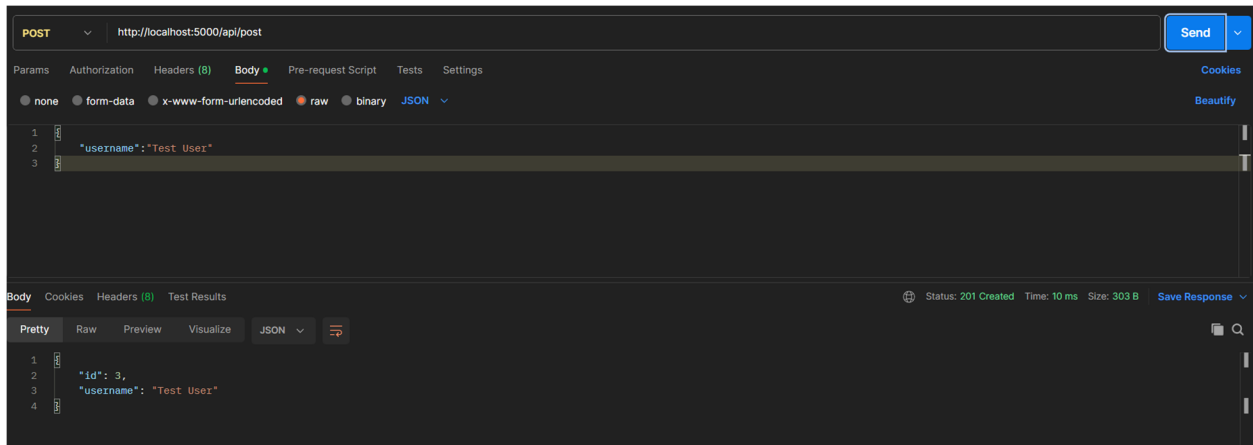 POST http://localhost:5000/api/post Send
Params Authorization Headers (8) Body Pre-request Script Tests Settings Cookies
none form-data x-www-form-urlencoded raw binary JSON Beautify
1 {
2 "username":"Test User"
3 }
Body Cookies Headers (8) Test Results Status: 201 Created Time: 10 ms Size: 303 B Save Response
Pretty Raw Preview Visualize JSON
1 {
2 "id": 3,
3 "username": "Test User"
4 }